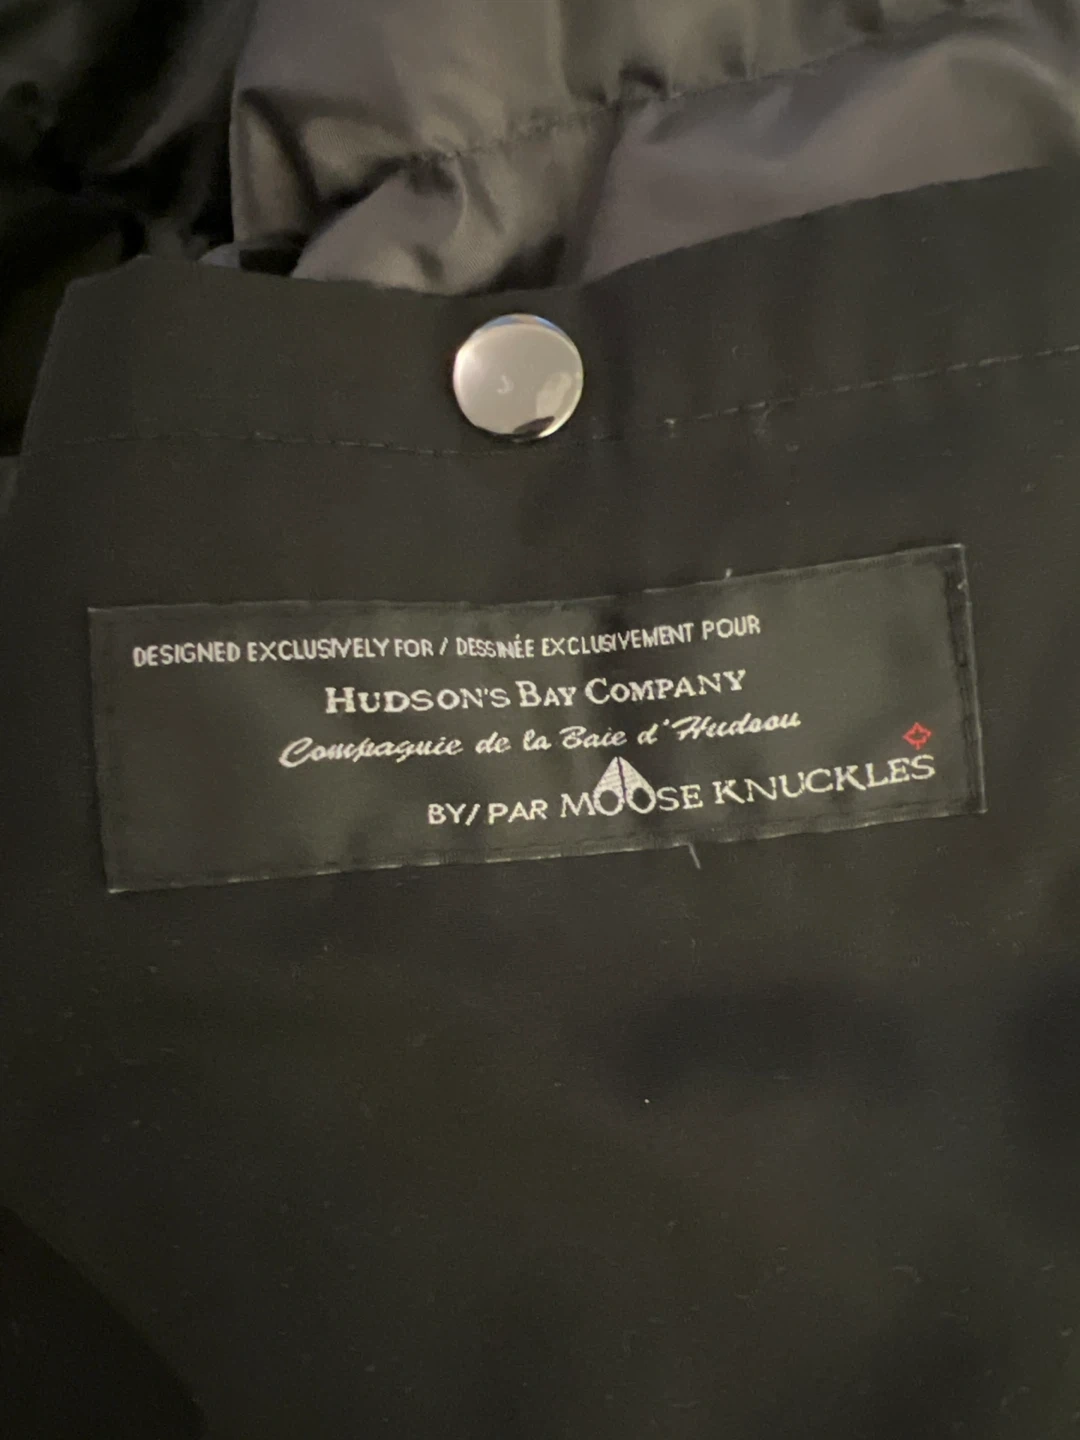 DESIGNED EXCLUSIVELY FOR / DESSINÉE EXCLUSIVEMENT POUR
HUDSON'S BAY COMPANY
Compagnie de la Baie d'Hudson
BY/ PAR MOOSE KNUCKLES